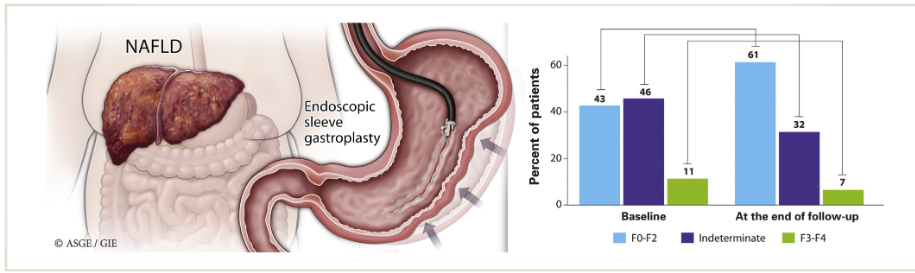 NAFLD
Endoscopic
sleeve
gastroplasty
© ASGE / GIE
Percent of patients
60
40
20
0
43
46
11
61
32
7
Baseline
At the end of follow-up
F0-F2
Indeterminate
F3-F4